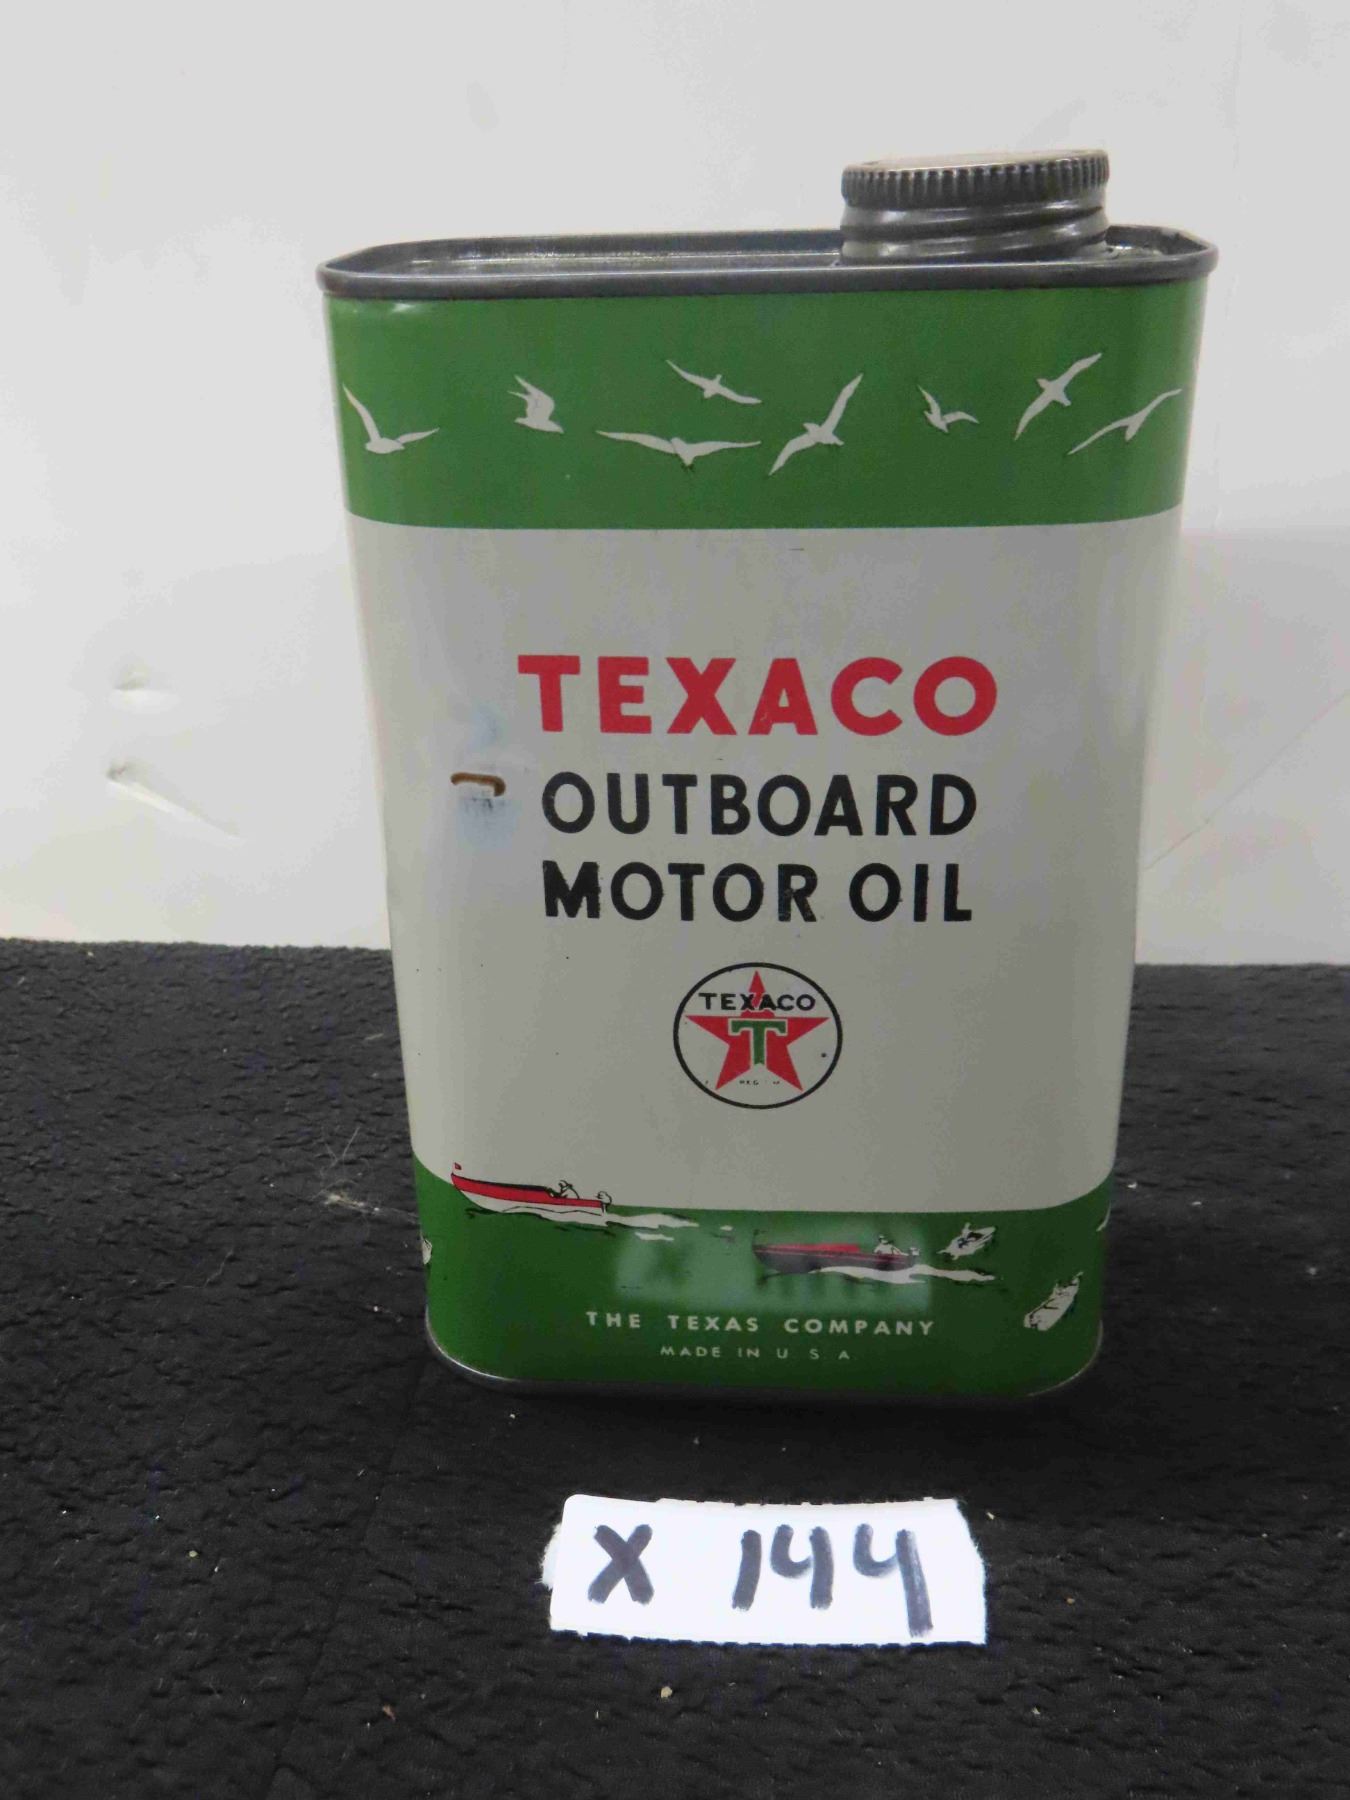 TEXACO
OUTBOARD
MOTOR OIL
TEXACO
T
THE TEXAS COMPANY
MADE IN U. S. A.
X 144